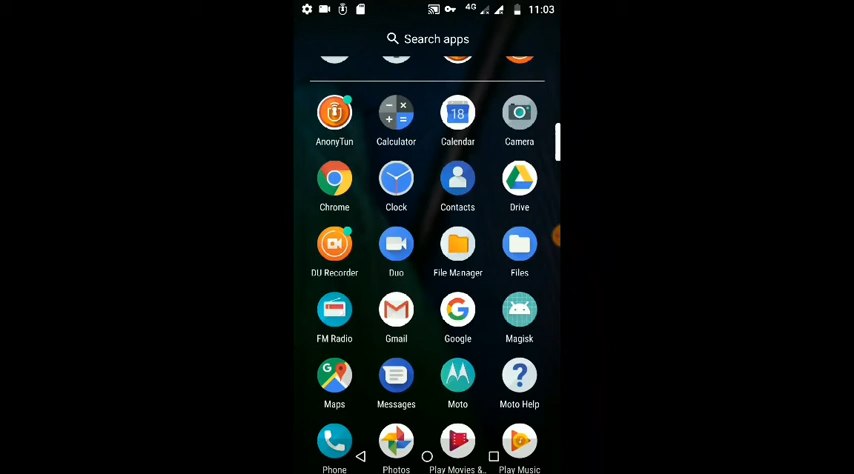 4G 11:03
Search apps
AnonyTun Calculator Calendar Camera
18
Chrome Clock Contacts Drive
DU Recorder Duo File Manager Files
FM Radio Gmail Google Magisk
Maps Messages Moto Moto Help
Phone Photos Play Movies &.. Play Music